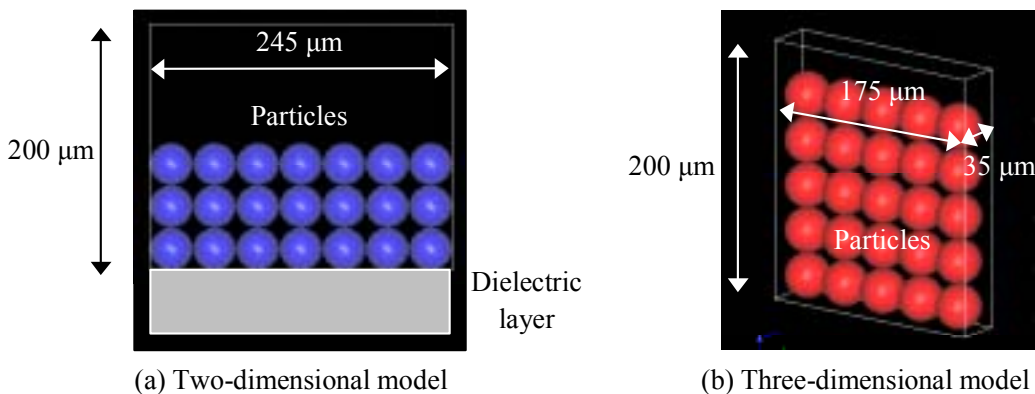 245 μm
Particles
200 μm
Dielectric
layer
(a) Two-dimensional model
175 μm
35 μm
200 μm
Particles
(b) Three-dimensional model